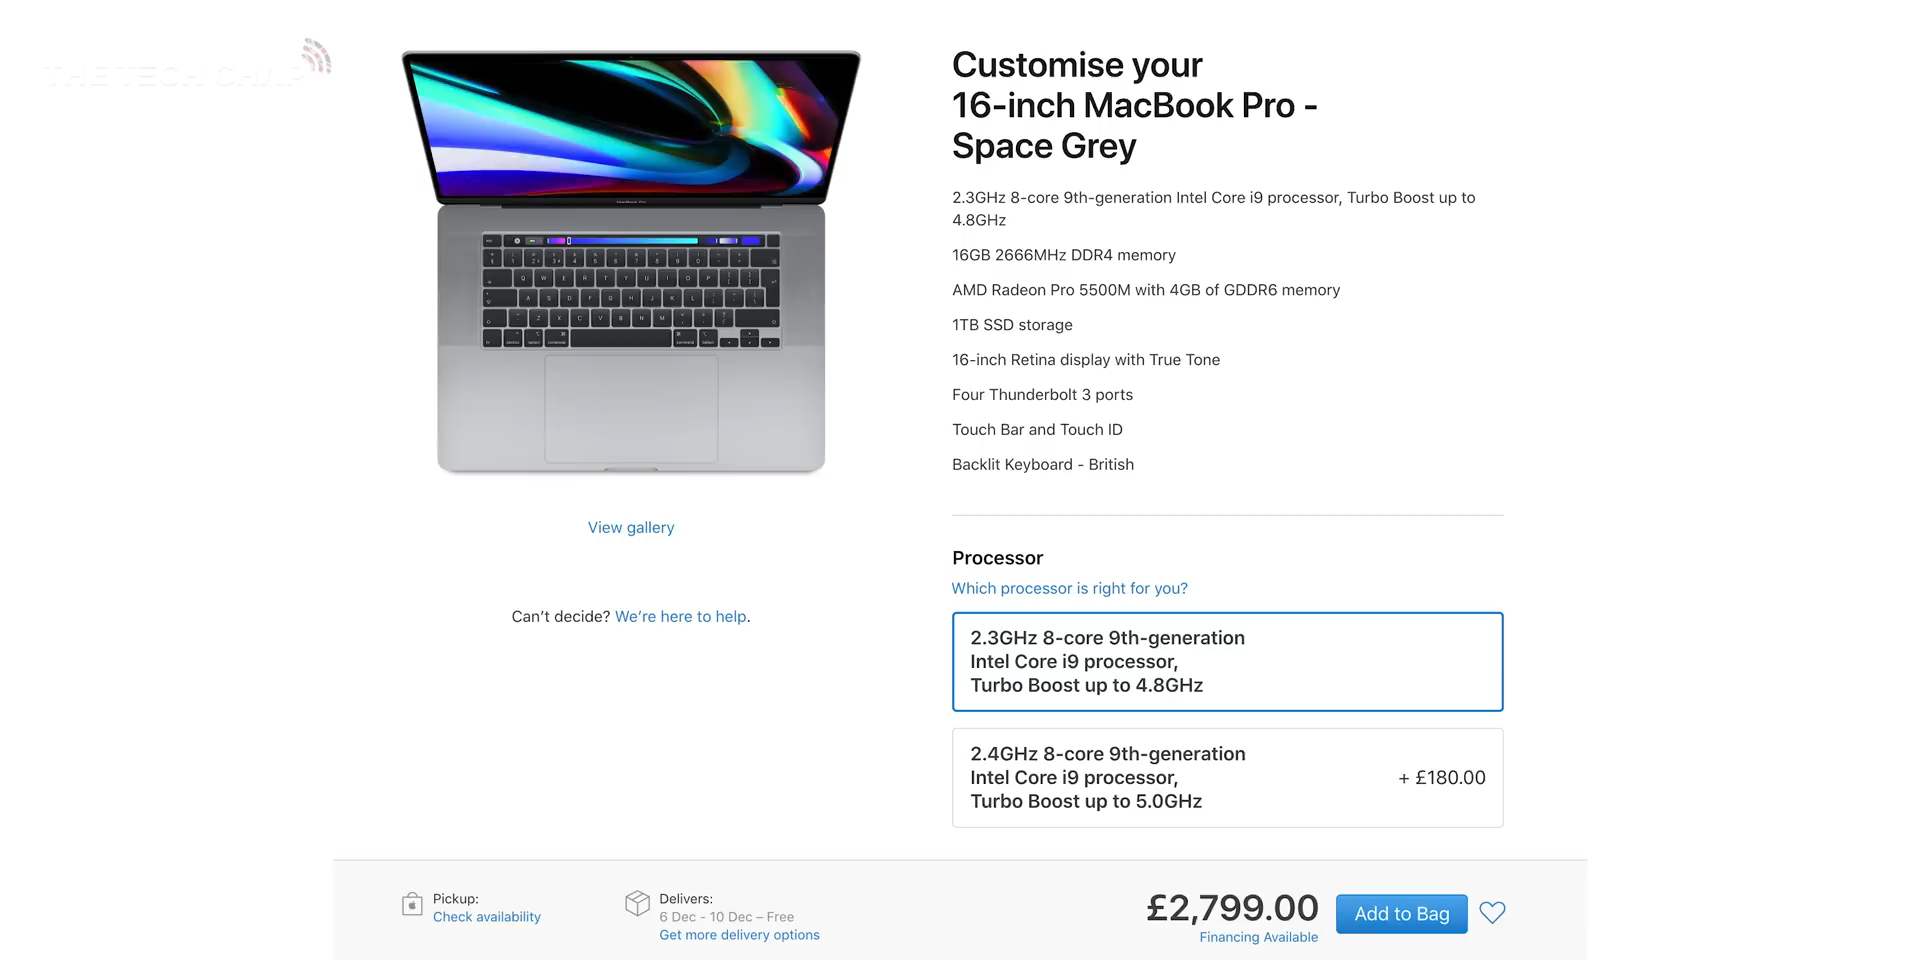 THE TECH CHAP
Customise your
16-inch MacBook Pro -
Space Grey
2.3GHz 8-core 9th-generation Intel Core i9 processor, Turbo Boost up to
4.8GHz
16GB 2666MHz DDR4 memory
AMD Radeon Pro 5500M with 4GB of GDDR6 memory
1TB SSD storage
16-inch Retina display with True Tone
Four Thunderbolt 3 ports
Touch Bar and Touch ID
Backlit Keyboard - British
View gallery
Can’t decide? We’re here to help.
Processor
Which processor is right for you?
2.3GHz 8-core 9th-generation
Intel Core i9 processor,
Turbo Boost up to 4.8GHz
2.4GHz 8-core 9th-generation
Intel Core i9 processor,
Turbo Boost up to 5.0GHz
+ £180.00
Pickup:
Check availability
Delivers:
6 Dec - 10 Dec – Free
Get more delivery options
£2,799.00
Financing Available
Add to Bag